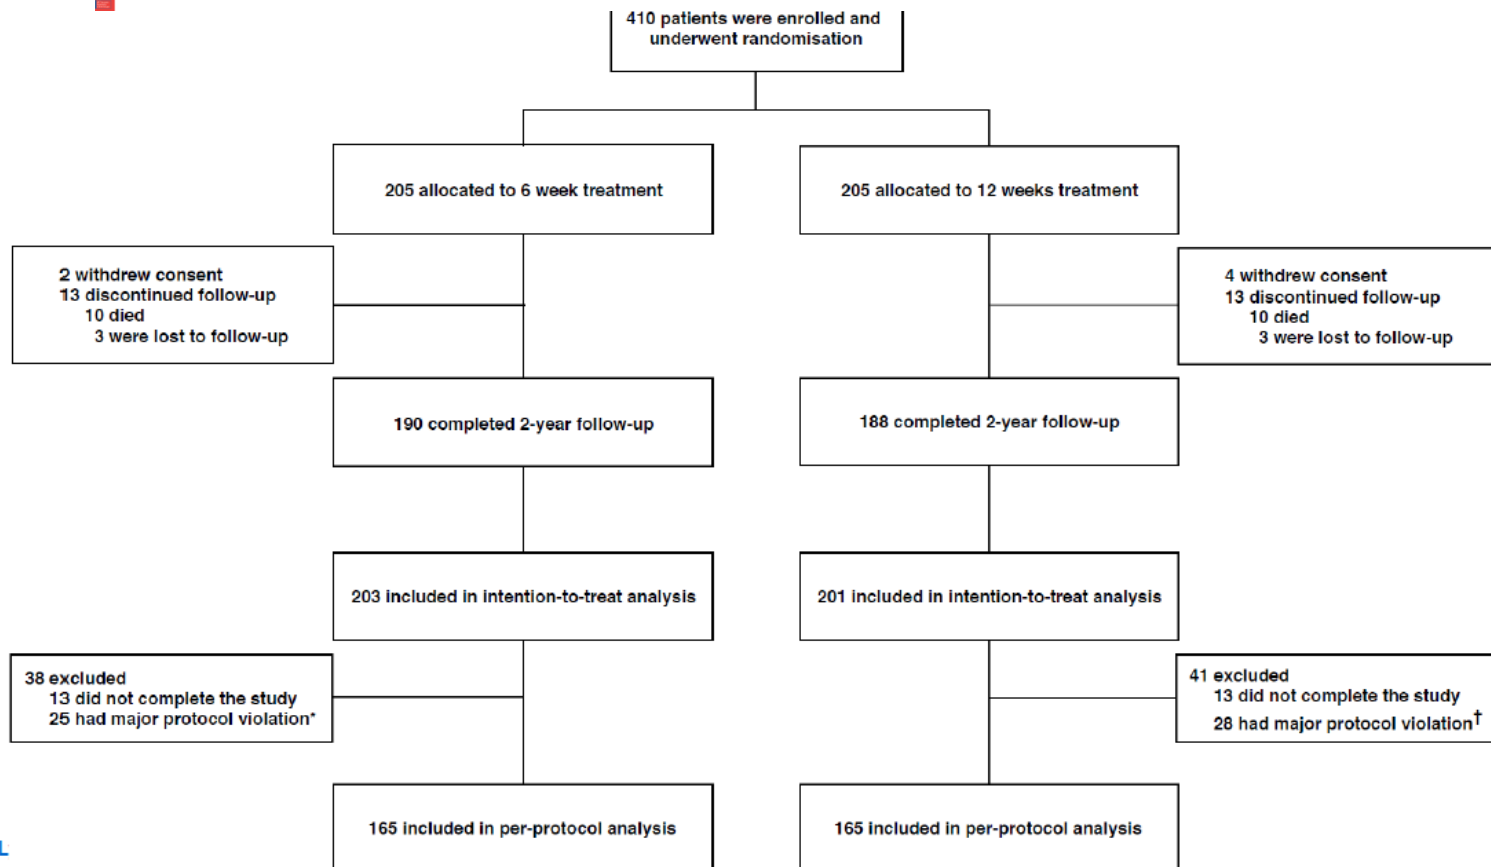 410 patients were enrolled and
underwent randomisation
205 allocated to 6 week treatment
205 allocated to 12 weeks treatment
2 withdrew consent
13 discontinued follow-up
10 died
3 were lost to follow-up
4 withdrew consent
13 discontinued follow-up
10 died
3 were lost to follow-up
190 completed 2-year follow-up
188 completed 2-year follow-up
203 included in intention-to-treat analysis
201 included in intention-to-treat analysis
38 excluded
13 did not complete the study
25 had major protocol violation*
41 excluded
13 did not complete the study
28 had major protocol violation†
165 included in per-protocol analysis
165 included in per-protocol analysis
L